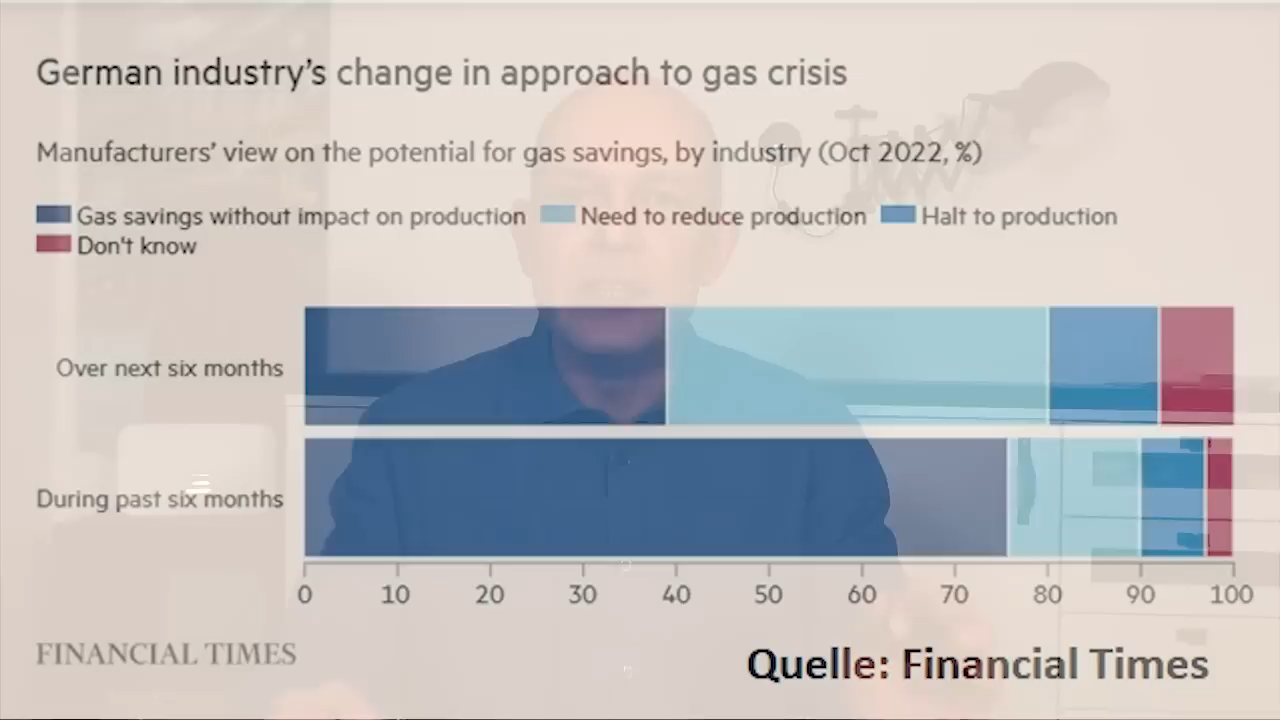 German industry's change in approach to gas crisis
Manufacturers' view on the potential for gas savings, by industry (Oct 2022, %)
Gas savings without impact on production Need to reduce production Halt to production
Don't know
Over next six months
During past six months
0 10 20 30 40 50 60 70 80 90 100
FINANCIAL TIMES
Quelle: Financial Times